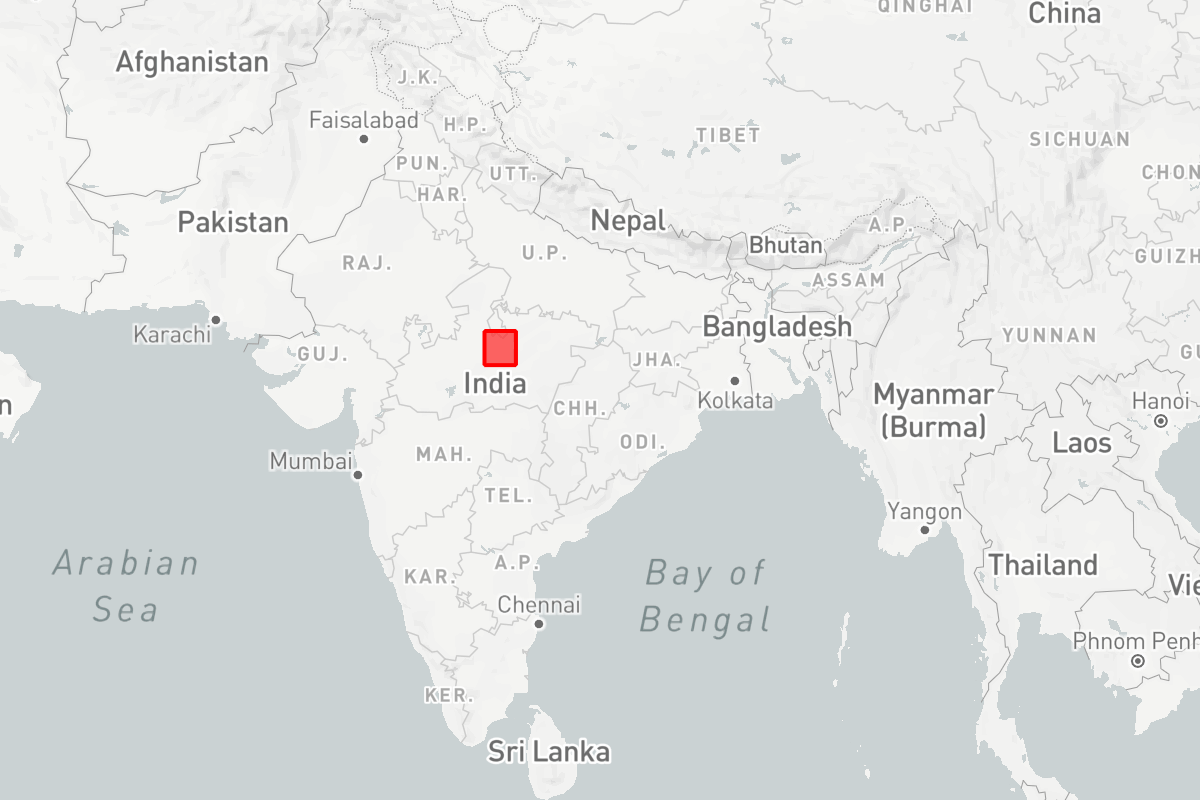 QINGHAI
China
Afghanistan
J.K.
Faisalabad
H.P.
TIBET
SICHUAN
PUN.
UTT.
CHON
HAR.
Pakistan
Nepal
A.P.
Bhutan
U.P.
RAJ.
ASSAM
GUIZH
Karachi
Bangladesh
YUNNAN
GUJ.
JHA.
GU
India
Kolkata
Myanmar
(Burma)
Hanoi
n
CHH.
ODI.
Laos
MAH.
Mumbai
TEL.
Yangon
Arabian
Sea
A.P.
KAR.
Bay of
Bengal
Thailand
Vie
Chennai
Phnom Penh
KER.
Sri Lanka